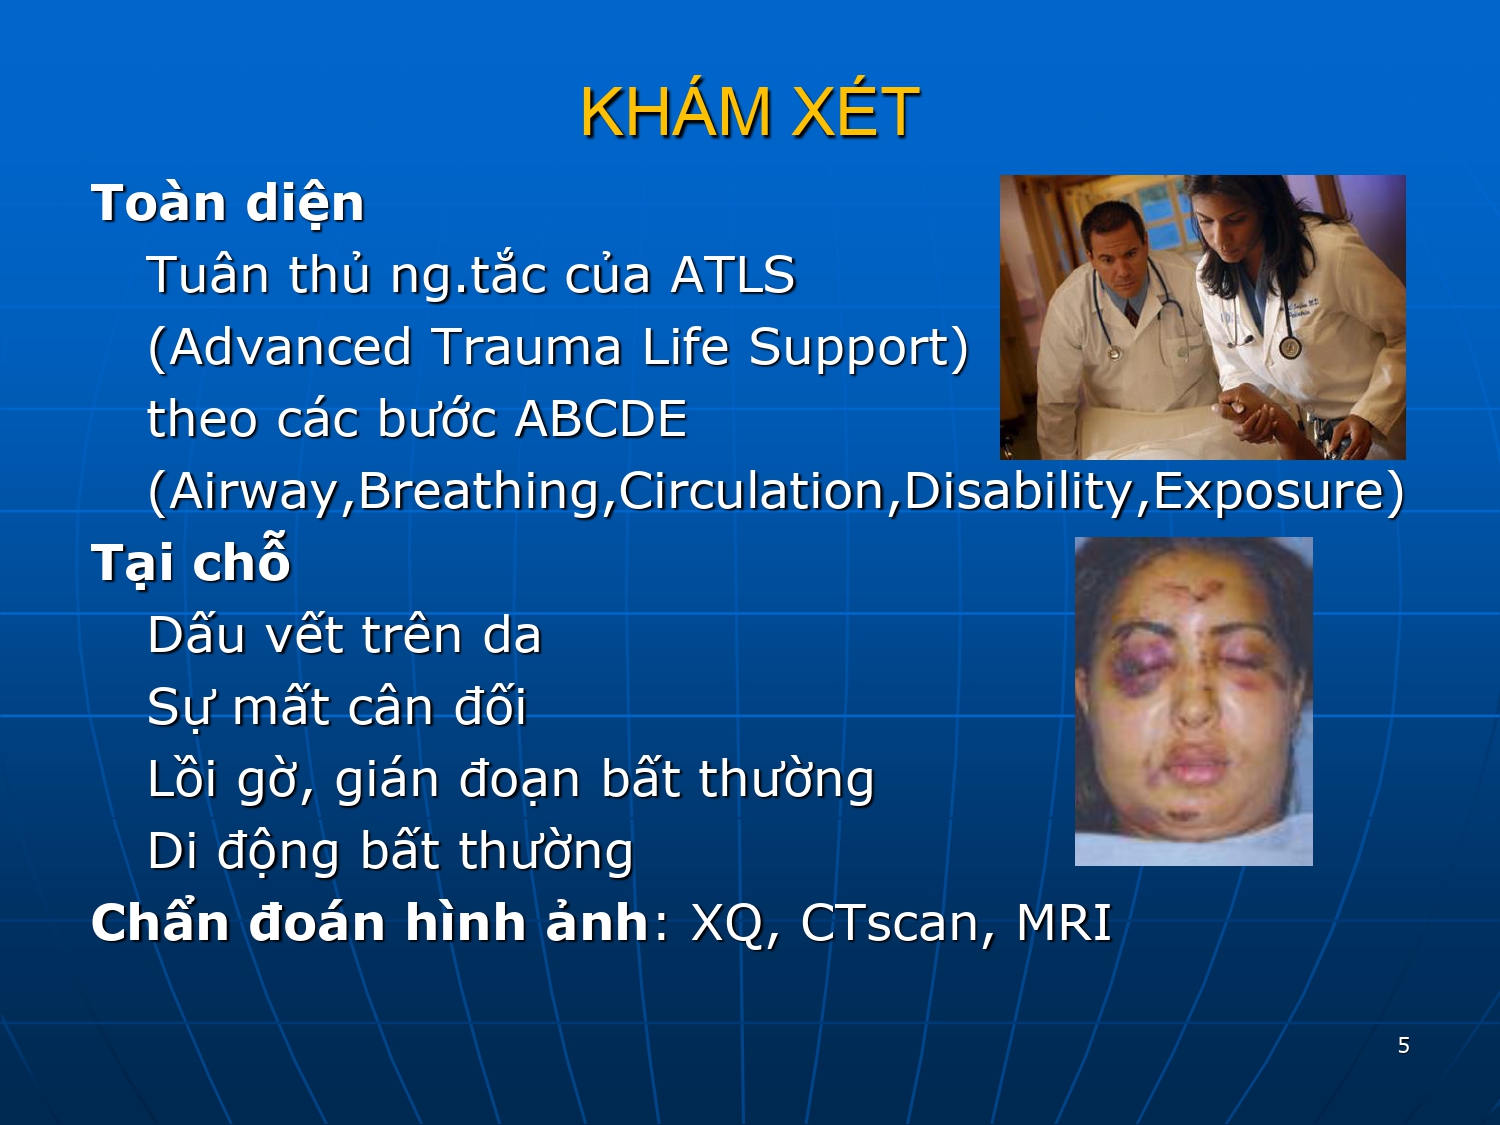 KHÁM XÉT
Toàn diện
Tuân thủ ng.tắc của ATLS
(Advanced Trauma Life Support)
theo các bước ABCDE
(Airway,Breathing,Circulation,Disability,Exposure)
Tại chỗ
Dấu vết trên da
Sự mất cân đối
Lồi gờ, gián đoạn bất thường
Di động bất thường
Chẩn đoán hình ảnh: XQ, CTscan, MRI
5